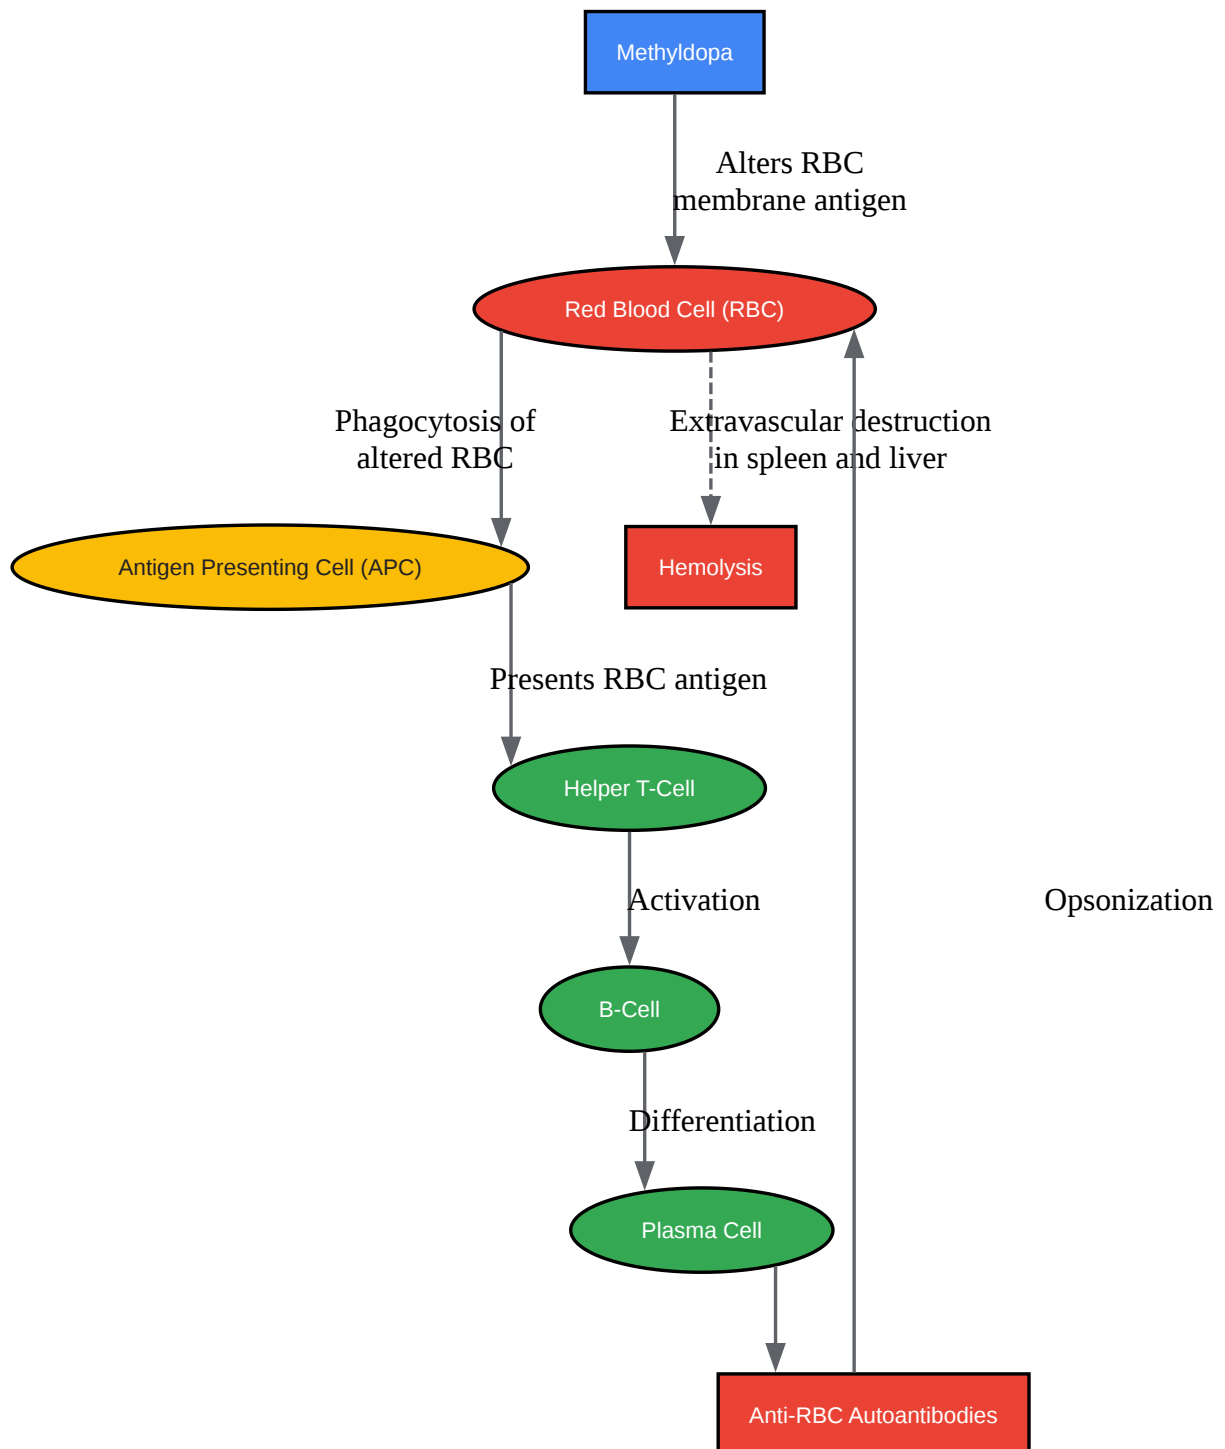 Methyldopa
Alters RBC
membrane antigen
Red Blood Cell (RBC)
Phagocytosis of
altered RBC
Extravascular destruction
in spleen and liver
Antigen Presenting Cell (APC)
Hemolysis
Presents RBC antigen
Helper T-Cell
Activation
Opsonization
B-Cell
Differentiation
Plasma Cell
Anti-RBC Autoantibodies